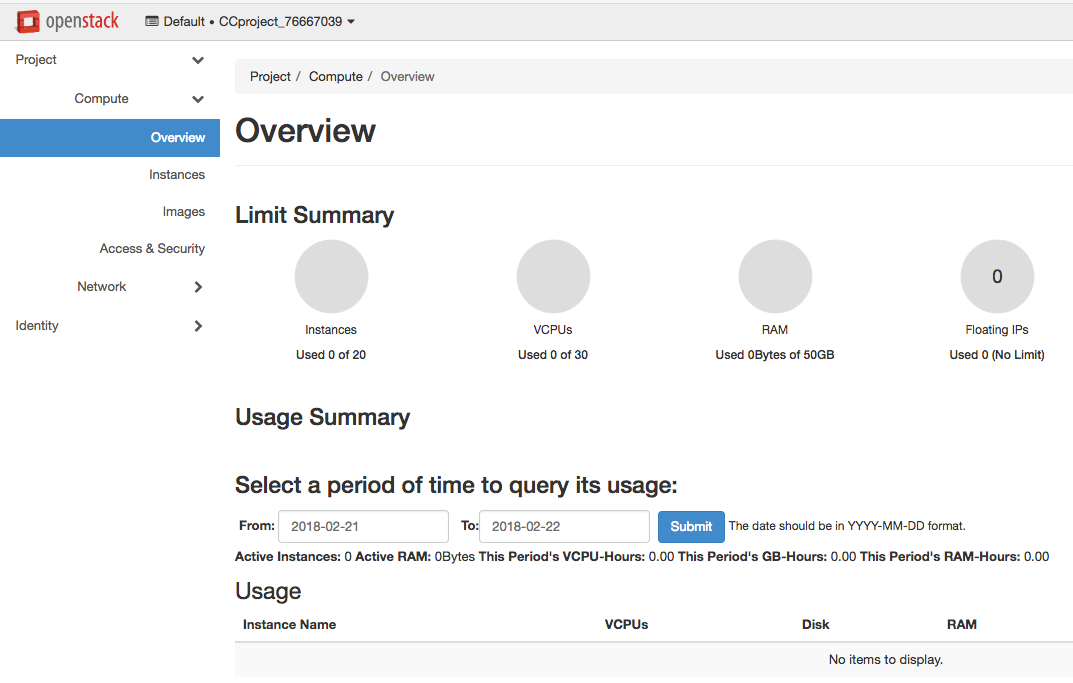 openstack Default • CCproject_76667039
Project
Compute
Overview
Instances
Images
Access & Security
Network
Identity
Project / Compute / Overview
Overview
Limit Summary
0
Instances VCPUs RAM Floating IPs
Used 0 of 20 Used 0 of 30 Used 0Bytes of 50GB Used 0 (No Limit)
Usage Summary
Select a period of time to query its usage:
From: 2018-02-21 To: 2018-02-22 Submit The date should be in YYYY-MM-DD format.
Active Instances: 0 Active RAM: 0Bytes This Period's VCPU-Hours: 0.00 This Period's GB-Hours: 0.00 This Period's RAM-Hours: 0.00
Usage
Instance Name VCPUs Disk RAM
No items to display.